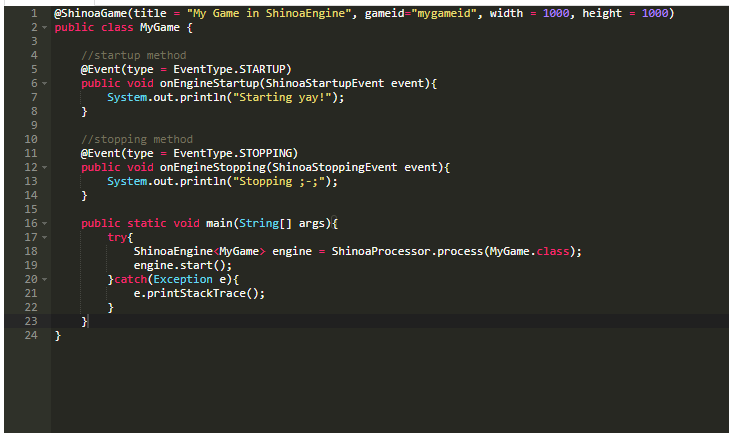 1 @ShinoaGame(title = "My Game in ShinoaEngine", gameid="mygameid", width = 1000, height = 1000)
2 public class MyGame {
3
4     //startup method
5     @Event(type = EventType.STARTUP)
6     public void onEngineStartup(ShinoaStartupEvent event){
7         System.out.println("Starting yay!");
8     }
9
10     //stopping method
11     @Event(type = EventType.STOPPING)
12     public void onEngineStopping(ShinoaStoppingEvent event){
13         System.out.println("Stopping ;-;");
14     }
15
16     public static void main(String[] args){
17         try{
18             ShinoaEngine<MyGame> engine = ShinoaProcessor.process(MyGame.class);
19             engine.start();
20         }catch(Exception e){
21             e.printStackTrace();
22         }
23     }
24 }